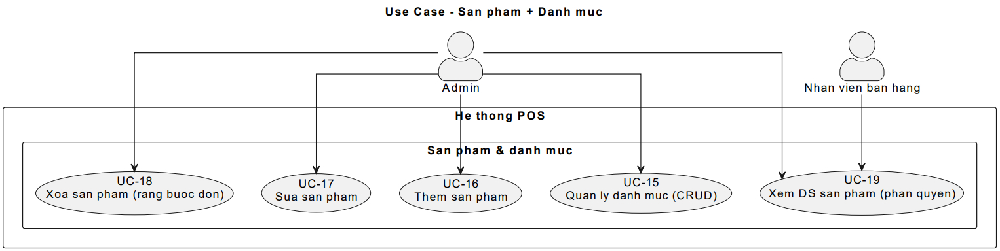 Use Case - San pham + Danh muc
Admin
Nhan vien ban hang
He thong POS
San pham & danh muc
UC-18
Xoa san pham (rang buoc don)
UC-17
Sua san pham
UC-16
Them san pham
UC-15
Quan ly danh muc (CRUD)
UC-19
Xem DS san pham (phan quyen)